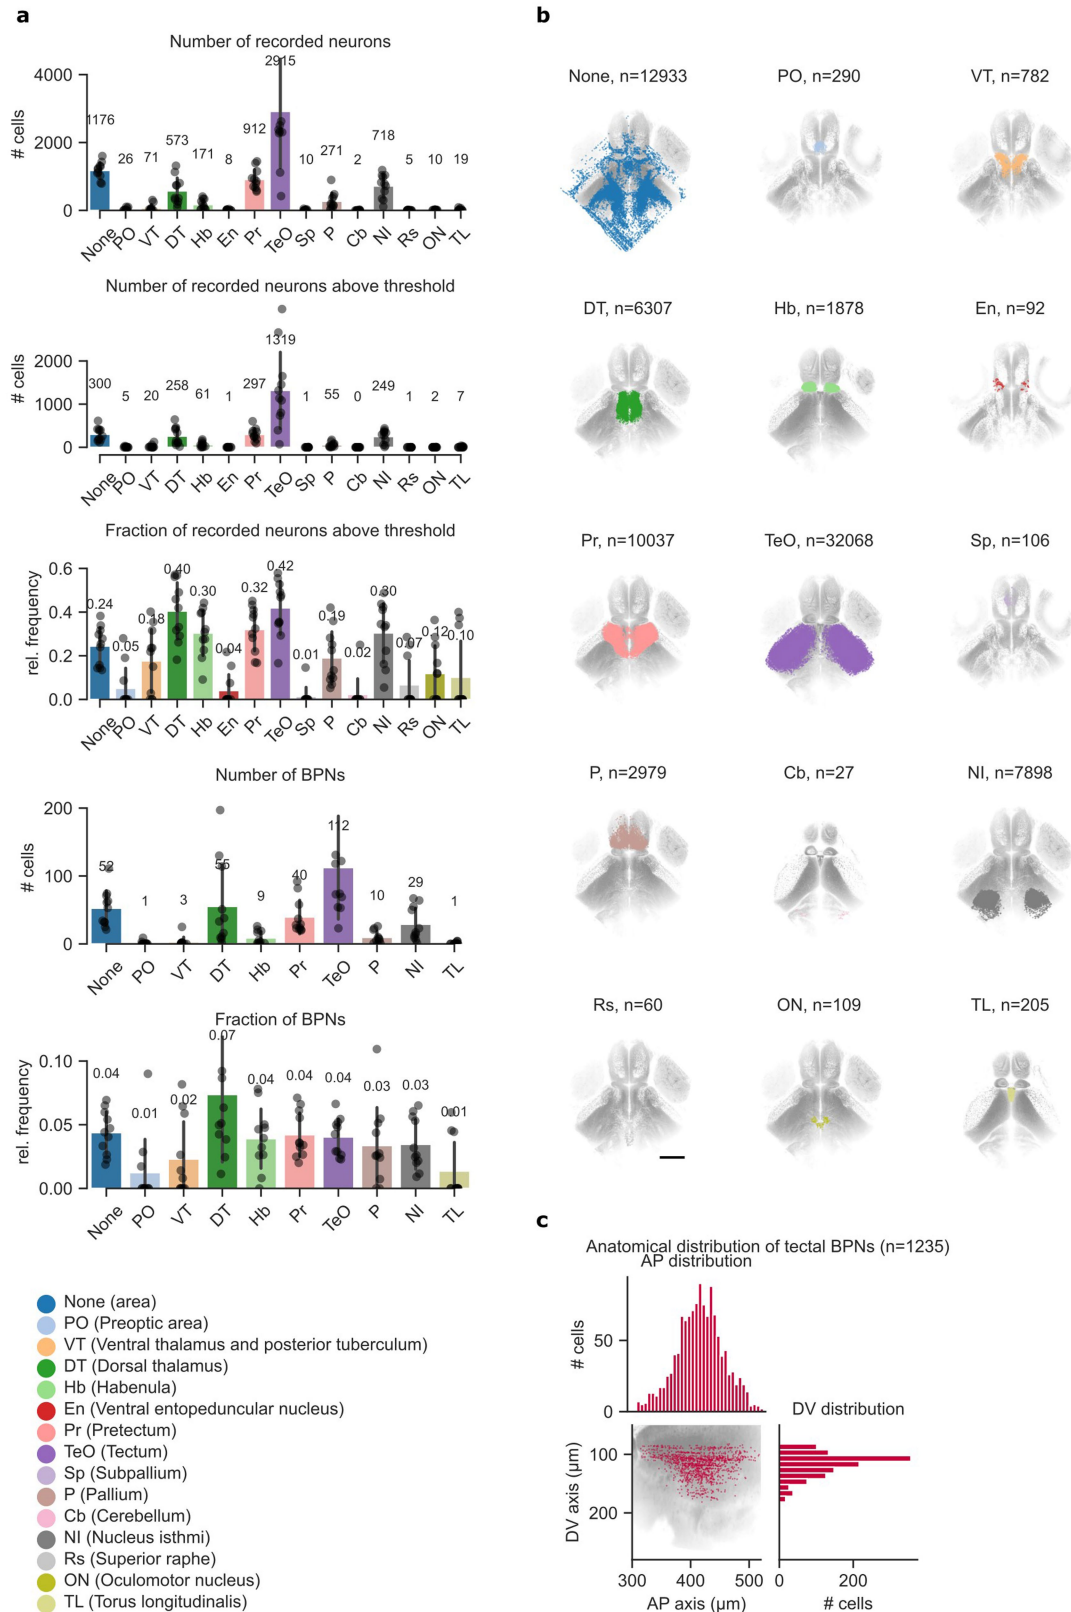 a
Number of recorded neurons
# cells
4000
2000
0
1176 26 71 573 171 8 912 2915 10 271 2 718 5 10 19
None PO VT DT Hb En Pr TeO Sp P Cb NI Rs ON TL
Number of recorded neurons above threshold
# cells
2000
1000
0
300 5 20 258 61 1 297 1319 1 55 0 249 1 2 7
None PO VT DT Hb En Pr TeO Sp P Cb NI Rs ON TL
Fraction of recorded neurons above threshold
rel. frequency
0.6
0.4
0.2
0.0
0.24 0.05 0.18 0.40 0.30 0.04 0.32 0.42 0.01 0.19 0.02 0.30 0.07 0.12 0.10
None PO VT DT Hb En Pr TeO Sp P Cb NI Rs ON TL
Number of BPNs
# cells
200
100
0
52 1 3 55 9 40 112 10 29 1
None PO VT DT Hb Pr TeO P NI TL
Fraction of BPNs
rel. frequency
0.10
0.05
0.00
0.04 0.01 0.02 0.07 0.04 0.04 0.04 0.03 0.03 0.01
None PO VT DT Hb Pr TeO P NI TL
None (area)
PO (Preoptic area)
VT (Ventral thalamus and posterior tuberculum)
DT (Dorsal thalamus)
Hb (Habenula)
En (Ventral entopeduncular nucleus)
Pr (Pretectum)
TeO (Tectum)
Sp (Subpallium)
P (Pallium)
Cb (Cerebellum)
NI (Nucleus isthmi)
Rs (Superior raphe)
ON (Oculomotor nucleus)
TL (Torus longitudinalis)
b
None, n=12933 PO, n=290 VT, n=782
DT, n=6307 Hb, n=1878 En, n=92
Pr, n=10037 TeO, n=32068 Sp, n=106
P, n=2979 Cb, n=27 NI, n=7898
Rs, n=60 ON, n=109 TL, n=205
c
Anatomical distribution of tectal BPNs (n=1235)
AP distribution
# cells
50
0
DV distribution
DV axis (µm)
100
200
300 400 500
AP axis (µm)
0 200
# cells